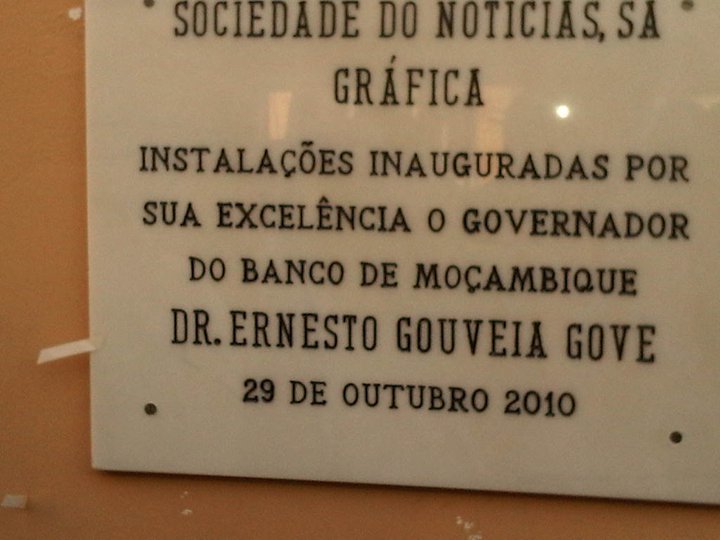 SOCIEDADE DO NOTICIAS, SA
GRÁFICA
INSTALAÇÕES INAUGURADAS POR
SUA EXCELÊNCIA O GOVERNADOR
DO BANCO DE MOÇAMBIQUE
DR. ERNESTO GOUVEIA GOVE
29 DE OUTUBRO 2010